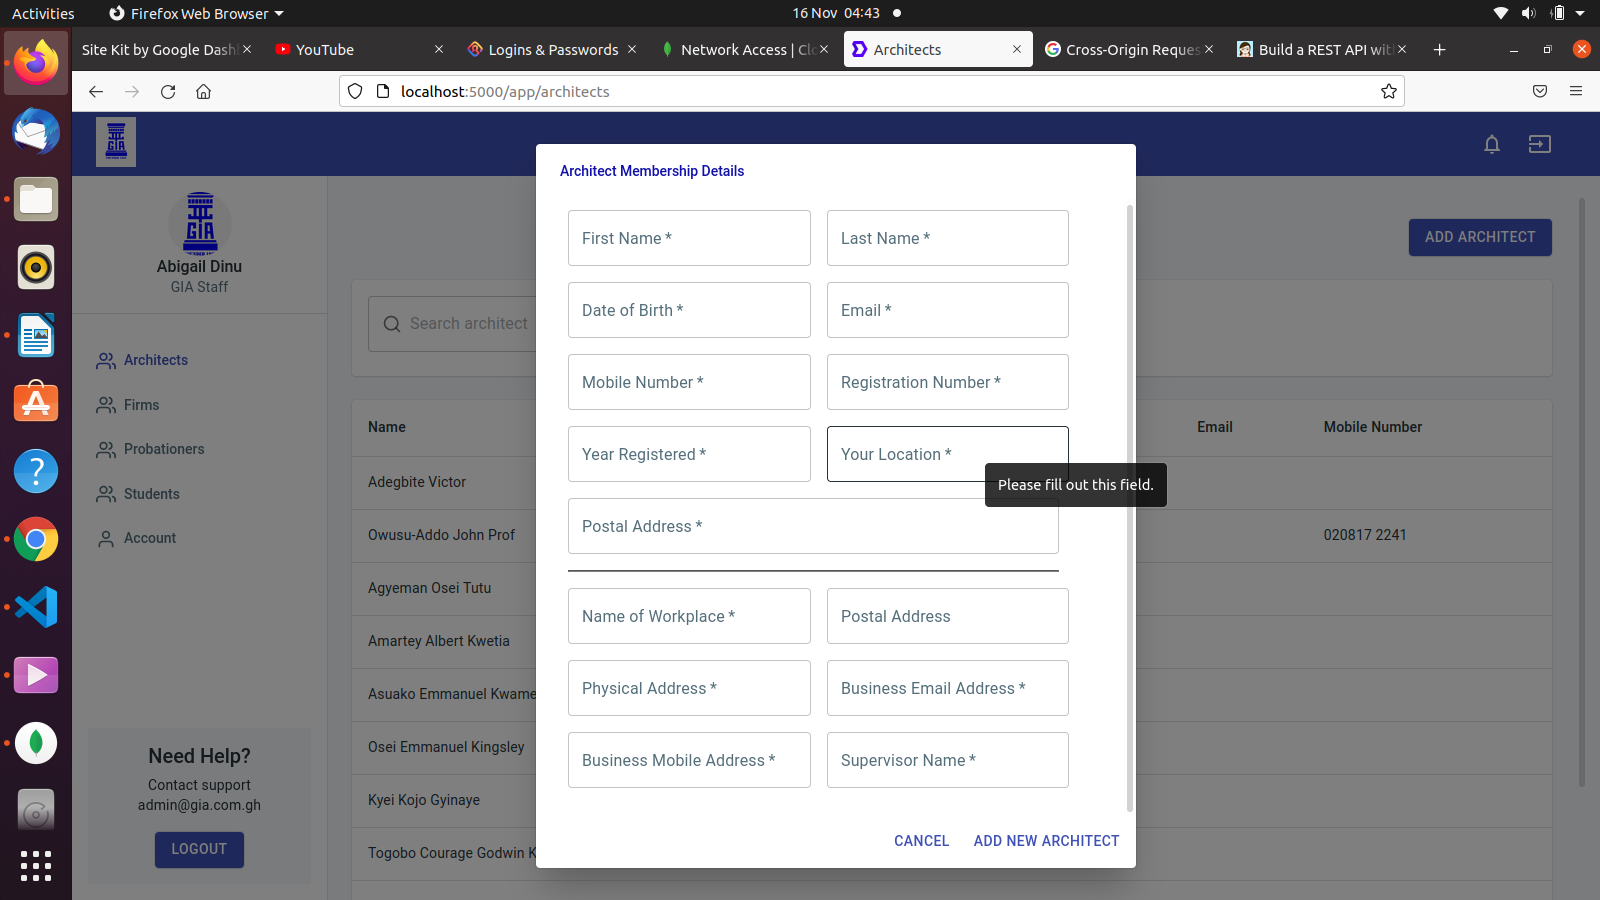 Activities Firefox Web Browser 16 Nov 04:43
Site Kit by Google Dash YouTube Logins & Passwords Network Access | Clo Architects Cross-Origin Reques Build a REST API wit
localhost:5000/app/architects
GIA
GIA
Abigail Dinu
GIA Staff
Architects
Firms
Probationers
Students
Account
Need Help?
Contact support
admin@gia.com.gh
LOGOUT
ADD ARCHITECT
Search architect
Name Email Mobile Number
Adegbite Victor
Owusu-Addo John Prof 020817 2241
Agyeman Osei Tutu
Amartey Albert Kwetia
Asuako Emmanuel Kwame
Osei Emmanuel Kingsley
Kyei Kojo Gyinaye
Togobo Courage Godwin K
Architect Membership Details
First Name * Last Name *
Date of Birth * Email *
Mobile Number * Registration Number *
Year Registered * Your Location *
Please fill out this field.
Postal Address *
Name of Workplace * Postal Address
Physical Address * Business Email Address *
Business Mobile Address * Supervisor Name *
CANCEL ADD NEW ARCHITECT